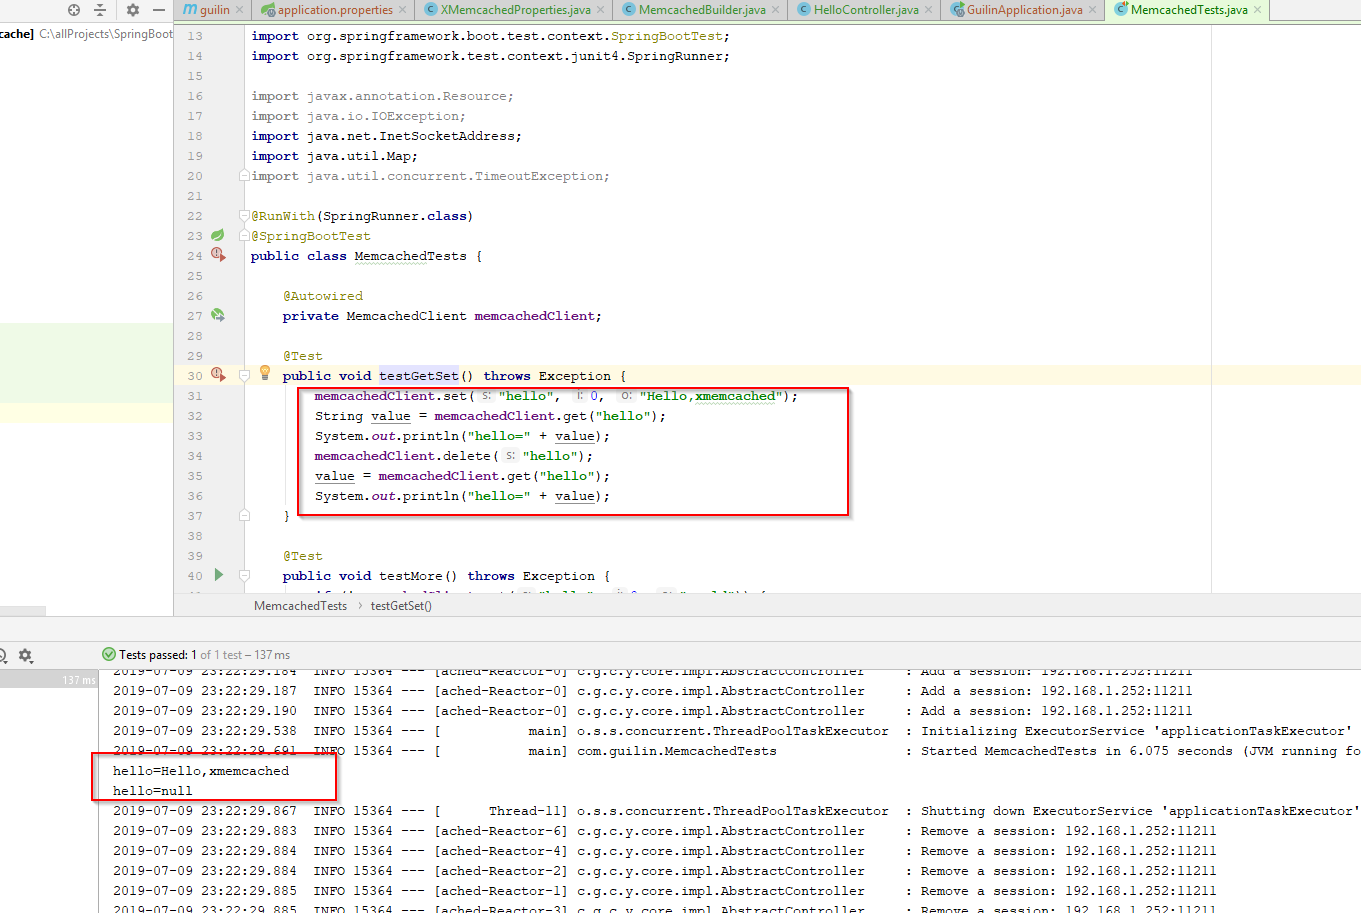 guilin application.properties XMemcachedProperties.java MemcachedBuilder.java HelloController.java GuilinApplication.java MemcachedTests.java
cache] C:\allProjects\SpringBoot
13 import org.springframework.boot.test.context.SpringBootTest;
14 import org.springframework.test.context.junit4.SpringRunner;
15
16 import javax.annotation.Resource;
17 import java.io.IOException;
18 import java.net.InetSocketAddress;
19 import java.util.Map;
20 import java.util.concurrent.TimeoutException;
21
22 @RunWith(SpringRunner.class)
23 @SpringBootTest
24 public class MemcachedTests {
25
26 @Autowired
27 private MemcachedClient memcachedClient;
28
29 @Test
30 public void testGetSet() throws Exception {
31 memcachedClient.set( s: "hello", i: 0, o: "Hello,xmemcached");
32 String value = memcachedClient.get("hello");
33 System.out.println("hello=" + value);
34 memcachedClient.delete( s: "hello");
35 value = memcachedClient.get("hello");
36 System.out.println("hello=" + value);
37 }
38
39 @Test
40 public void testMore() throws Exception {
MemcachedTests › testGetSet()
Tests passed: 1 of 1 test – 137 ms
137 ms
2019-07-09 23:22:29.184 INFO 15364 --- [ached-Reactor-0] c.g.c.y.core.impl.AbstractController : Add a session: 192.168.1.252:11211
2019-07-09 23:22:29.187 INFO 15364 --- [ached-Reactor-0] c.g.c.y.core.impl.AbstractController : Add a session: 192.168.1.252:11211
2019-07-09 23:22:29.190 INFO 15364 --- [ached-Reactor-0] c.g.c.y.core.impl.AbstractController : Add a session: 192.168.1.252:11211
2019-07-09 23:22:29.538 INFO 15364 --- [ main] o.s.s.concurrent.ThreadPoolTaskExecutor : Initializing ExecutorService 'applicationTaskExecutor'
2019-07-09 23:22:29.691 INFO 15364 --- [ main] com.guilin.MemcachedTests : Started MemcachedTests in 6.075 seconds (JVM running fo
hello=Hello,xmemcached
hello=null
2019-07-09 23:22:29.867 INFO 15364 --- [ Thread-11] o.s.s.concurrent.ThreadPoolTaskExecutor : Shutting down ExecutorService 'applicationTaskExecutor'
2019-07-09 23:22:29.883 INFO 15364 --- [ached-Reactor-6] c.g.c.y.core.impl.AbstractController : Remove a session: 192.168.1.252:11211
2019-07-09 23:22:29.884 INFO 15364 --- [ached-Reactor-4] c.g.c.y.core.impl.AbstractController : Remove a session: 192.168.1.252:11211
2019-07-09 23:22:29.884 INFO 15364 --- [ached-Reactor-2] c.g.c.y.core.impl.AbstractController : Remove a session: 192.168.1.252:11211
2019-07-09 23:22:29.885 INFO 15364 --- [ached-Reactor-1] c.g.c.y.core.impl.AbstractController : Remove a session: 192.168.1.252:11211
2019-07-09 23:22:29.885 INFO 15364 --- [ached-Reactor-3] c.g.c.y.core.impl.AbstractController : Remove a session: 192.168.1.252:11211